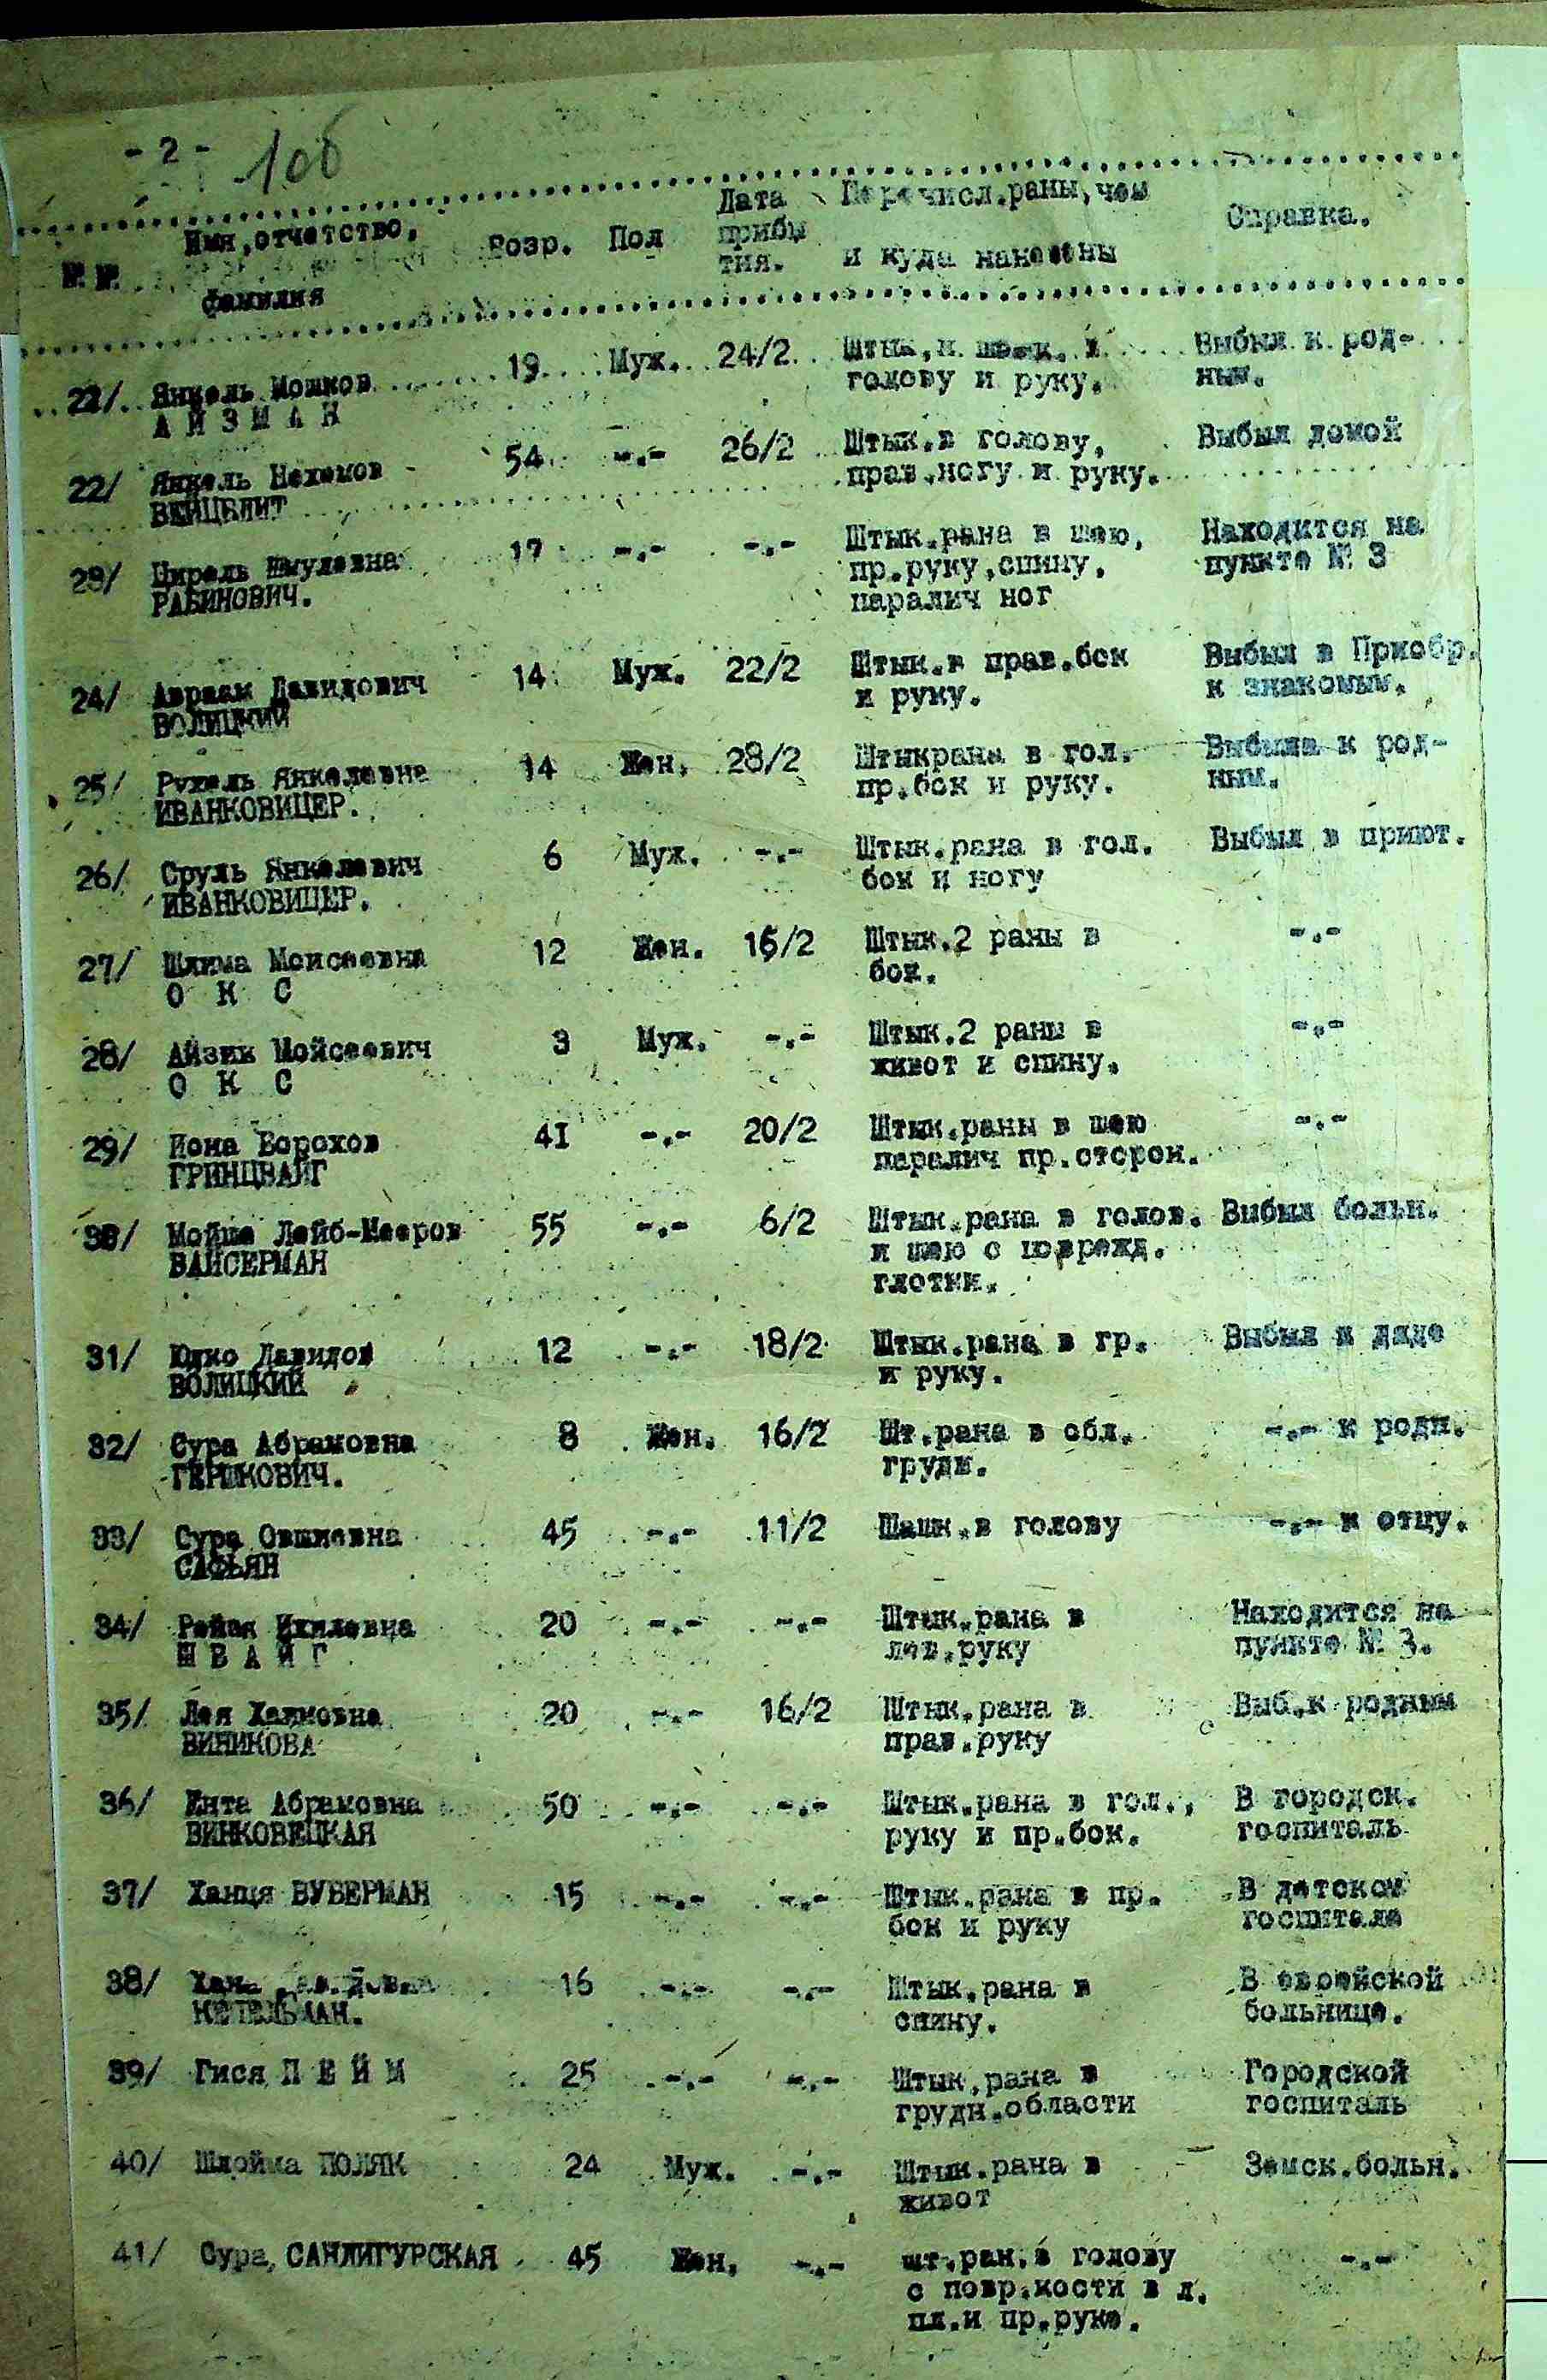 - 2 -
106
№ №
Имя, отчетство,
фамилия
Возр.
Пол
Дата
прибы
тия.
Перечисл.раны, чем
и куда нанесены
Справка.
22/. Янкель Мошков 19 Муж. 24/2 Штык, и в Выбыл к род-
А Й З М А Н голову и руку. ным.
22/ Янкель Нехемов 54 -.- 26/2 Штык.в голову, Выбыл домой
ВЕЙЦБЛИТ прав.ногу и руку.
23/ Цирель Шмулевна 17 -.- -.- Штык.рана в шею, Находится на
РАБИНОВИЧ. пр.руку,спину, пункте № 3
паралич ног
24/ Авраам Давидович 14 Муж. 22/2 Штык.в прав.бок Выбыл в Приобр.
ВОЛИЦКИЙ и руку. к знакомым.
25/ Рухель Янкелевна 14 Жен. 28/2 Штыкрана в гол. Выбыла к род-
ИВАНКОВИЦЕР. пр.бок и руку. ным.
26/ Сруль Янкелевич 6 Муж. -.- Штык.рана в гол. Выбыл в приют.
ИВАНКОВИЦЕР. бок и ногу
27/ Шлима Моисеевна 12 Жен. 16/2 Штык.2 раны в -.-
О К С бок.
28/ Айзик Мойсеевич 3 Муж. -.- Штык.2 раны в -.-
О К С живот и спину.
29/ Иона Борохов 41 -.- 20/2 Штык.раны в шею -.-
ГРИНЦВАЙГ паралич пр.сторон.
30/ Мойше Лейб-Мееров 55 -.- 6/2 Штык.рана в голов. Выбыл больн.
ВАЙСЕРМАН и шею с поврежд.
глотки.
31/ Юдко Давидов 12 -.- 18/2 Штык.рана в гр. Выбыл к дяде
ВОЛИЦКИЙ и руку.
32/ Сура Абрамовна 8 Жен. 16/2 Шт.рана в обл. -.- к родн.
ГЕРШКОВИЧ. груди.
33/ Сура Овшиевна 45 -.- 11/2 Шашк.в голову -.- к отцу.
САФЬЯН
34/ Рейзя Ихилевна 20 -.- -.- Штык.рана в Находится на
Ш В А Й Г лев.руку пункте № 3.
35/ Лея Хаимовна 20 -.- 16/2 Штык.рана в Выб.к родным
ВИНИКОВА прав.руку
36/ Ента Абрамовна 50 -.- -.- Штык.рана в гол., В городск.
ВИНКОВЕЦКАЯ руку и пр.бок. госпиталь
37/ Ханця ВУБЕРМАН 15 -.- -.- Штык.рана в пр. В детском
бок и руку госпитале
38/ Хана 16 -.- -.- Штык.рана в В еврейской
КЕТЕЛЬМАН. спину. больнице.
39/ Гися П Е Й М 25 -.- -.- Штык.рана в Городской
грудн.области госпиталь
40/ Шлойма ПОЛЯК 24 Муж. -.- Штык.рана в Земск.больн.
живот
41/ Сура САНЛИГУРСКАЯ 45 Жен. -.- шт.ран.в голову -.-
с повр.кости в л.
пл.и пр.руке.